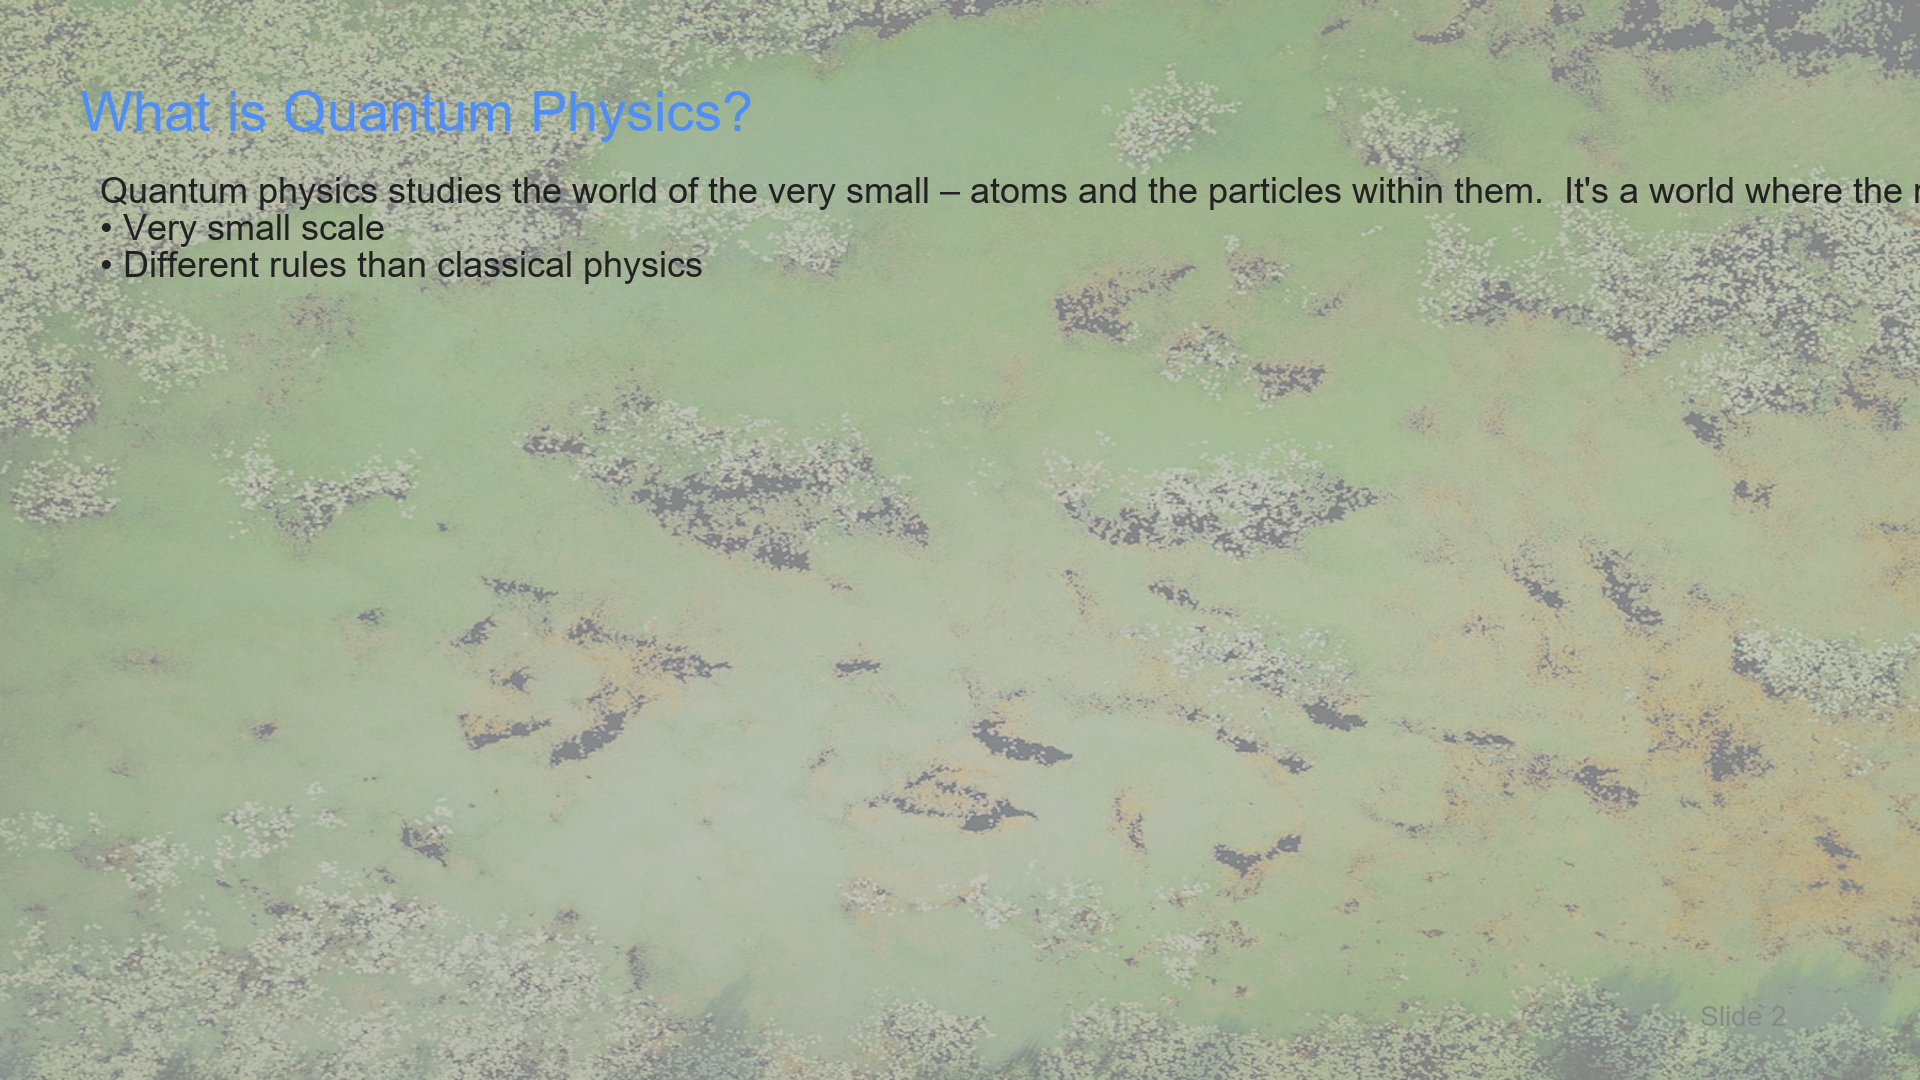 What is Quantum Physics?
Quantum physics studies the world of the very small – atoms and the particles within them.  It's a world where the
• Very small scale
• Different rules than classical physics
Slide 2